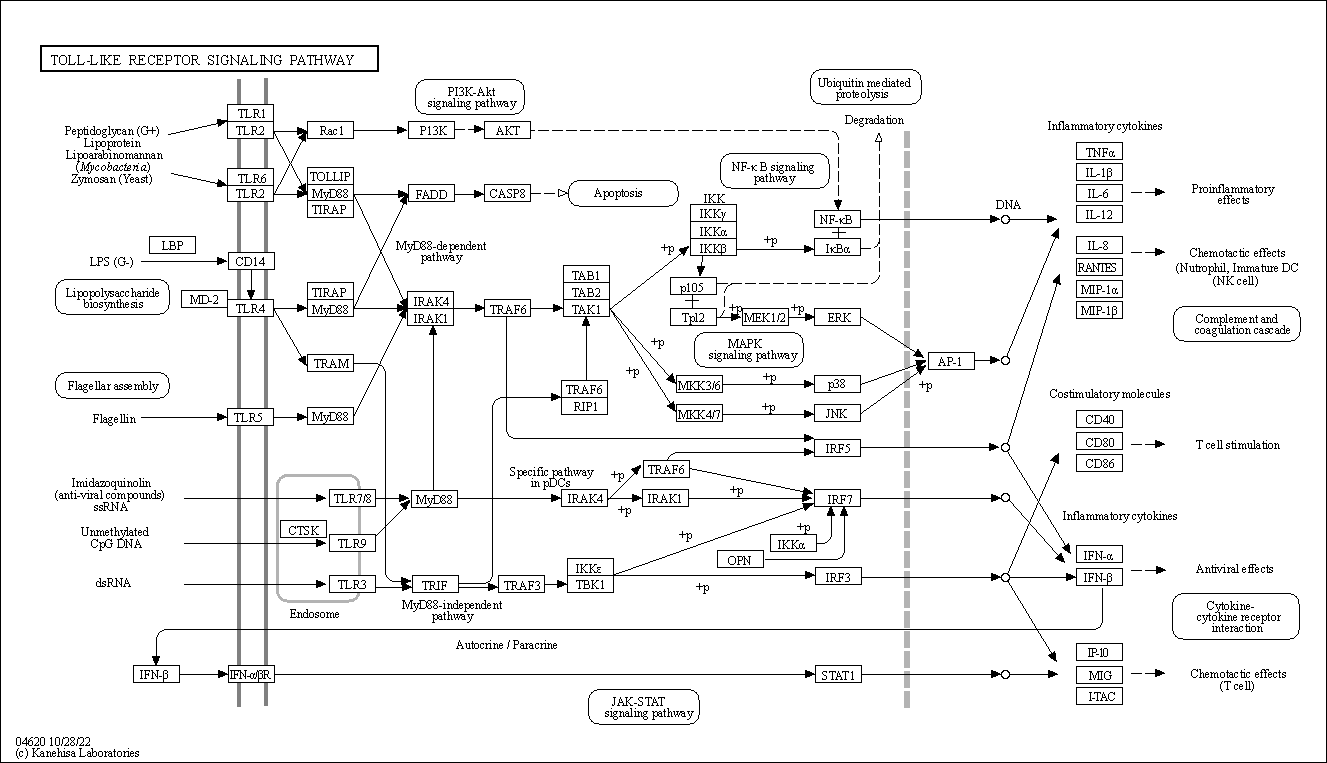 TOLL-LIKE RECEPTOR SIGNALING PATHWAY
PI3K-Akt
signaling pathway
Ubiquitin mediated
proteolysis
Degradation
Peptidoglycan (G+)
Lipoprotein
Lipoarabinomannan
(Mycobacteria)
Zymosan (Yeast)
TLR1
TLR2
TLR6
TLR2
Rac1
TOLLIP
MyD88
TIRAP
P13K
AKT
FADD
CASP8
Apoptosis
NF-κB signaling
pathway
IKK
IKKγ
IKKα
IKKβ
+p
+p
NF-κB
+
IκBα
DNA
Inflammatory cytokines
TNFα
IL-1β
IL-6
IL-12
Proinflammatory
effects
IL-8
RANTES
MIP-1α
MIP-1β
Chemotactic effects
(Nutrophil, Immature DC
(NK cell)
Complement and
coagulation cascade
LBP
LPS (G-)
CD14
Lipopolysaccharide
biosynthesis
MD-2
TLR4
TIRAP
MyD88
TRAM
MyD88-dependent
pathway
IRAK4
IRAK1
TRAF6
TAB1
TAB2
TAK1
p105
+
Tpl2
+p
MEK1/2
+p
ERK
MAPK
signaling pathway
+p
+p
MKK3/6
+p
p38
MKK4/7
+p
JNK
AP-1
+p
Flagellar assembly
Flagellin
TLR5
MyD88
TRAF6
RIP1
IRF5
Costimulatory molecules
CD40
CD80
CD86
T cell stimulation
Imidazoquinolin
(anti-viral compounds)
ssRNA
TLR7/8
MyD88
Specific pathway
in pDCs
IRAK4
+p
+p
TRAF6
IRAK1
+p
IRF7
Unmethylated
CpG DNA
CTSK
TLR9
+p
+p
IKKα
OPN
Inflammatory cytokines
IFN-α
IFN-β
Antiviral effects
dsRNA
TLR3
Endosome
TRIF
TRAF3
IKKε
TBK1
+p
IRF3
MyD88-independent
pathway
Cytokine-
cytokine receptor
interaction
Autocrine / Paracrine
IFN-β
IFN-α/βR
STAT1
IP-10
MIG
I-TAC
Chemotactic effects
(T cell)
JAK-STAT
signaling pathway
04620 10/28/22
(c) Kanehisa Laboratories